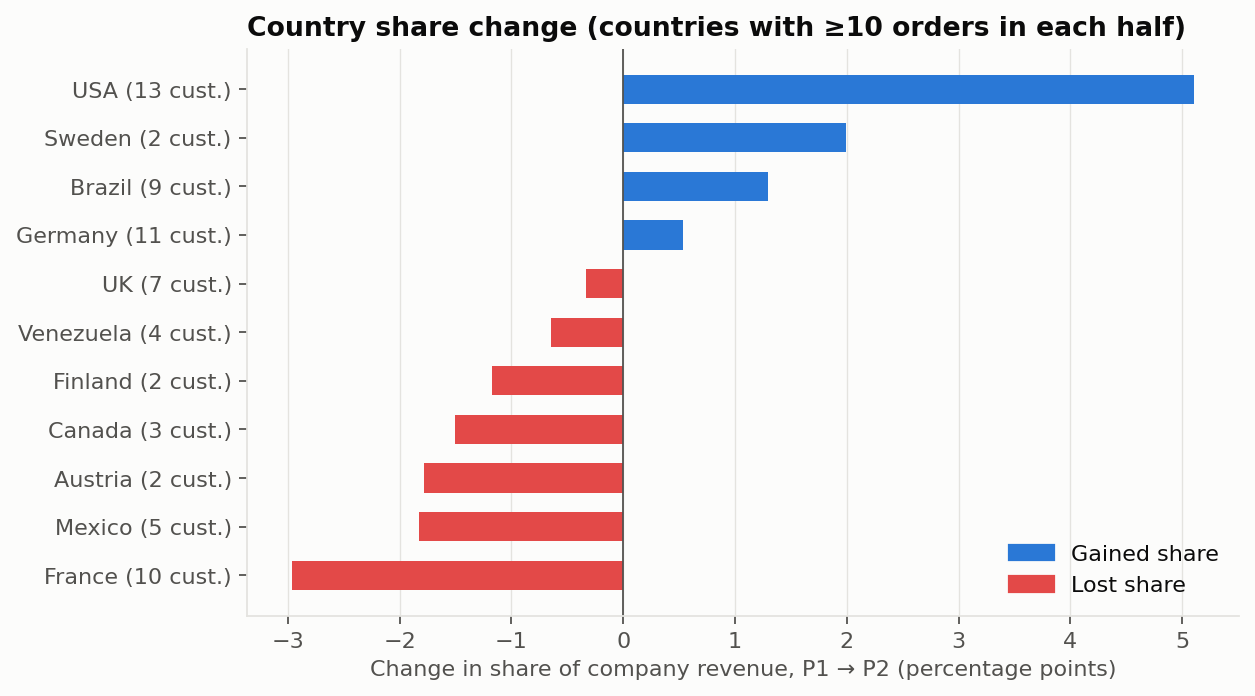 Country share change (countries with ≥10 orders in each half)
USA (13 cust.)
Sweden (2 cust.)
Brazil (9 cust.)
Germany (11 cust.)
UK (7 cust.)
Venezuela (4 cust.)
Finland (2 cust.)
Canada (3 cust.)
Austria (2 cust.)
Mexico (5 cust.)
France (10 cust.)
Gained share
Lost share
−3 −2 −1 0 1 2 3 4 5
Change in share of company revenue, P1 → P2 (percentage points)